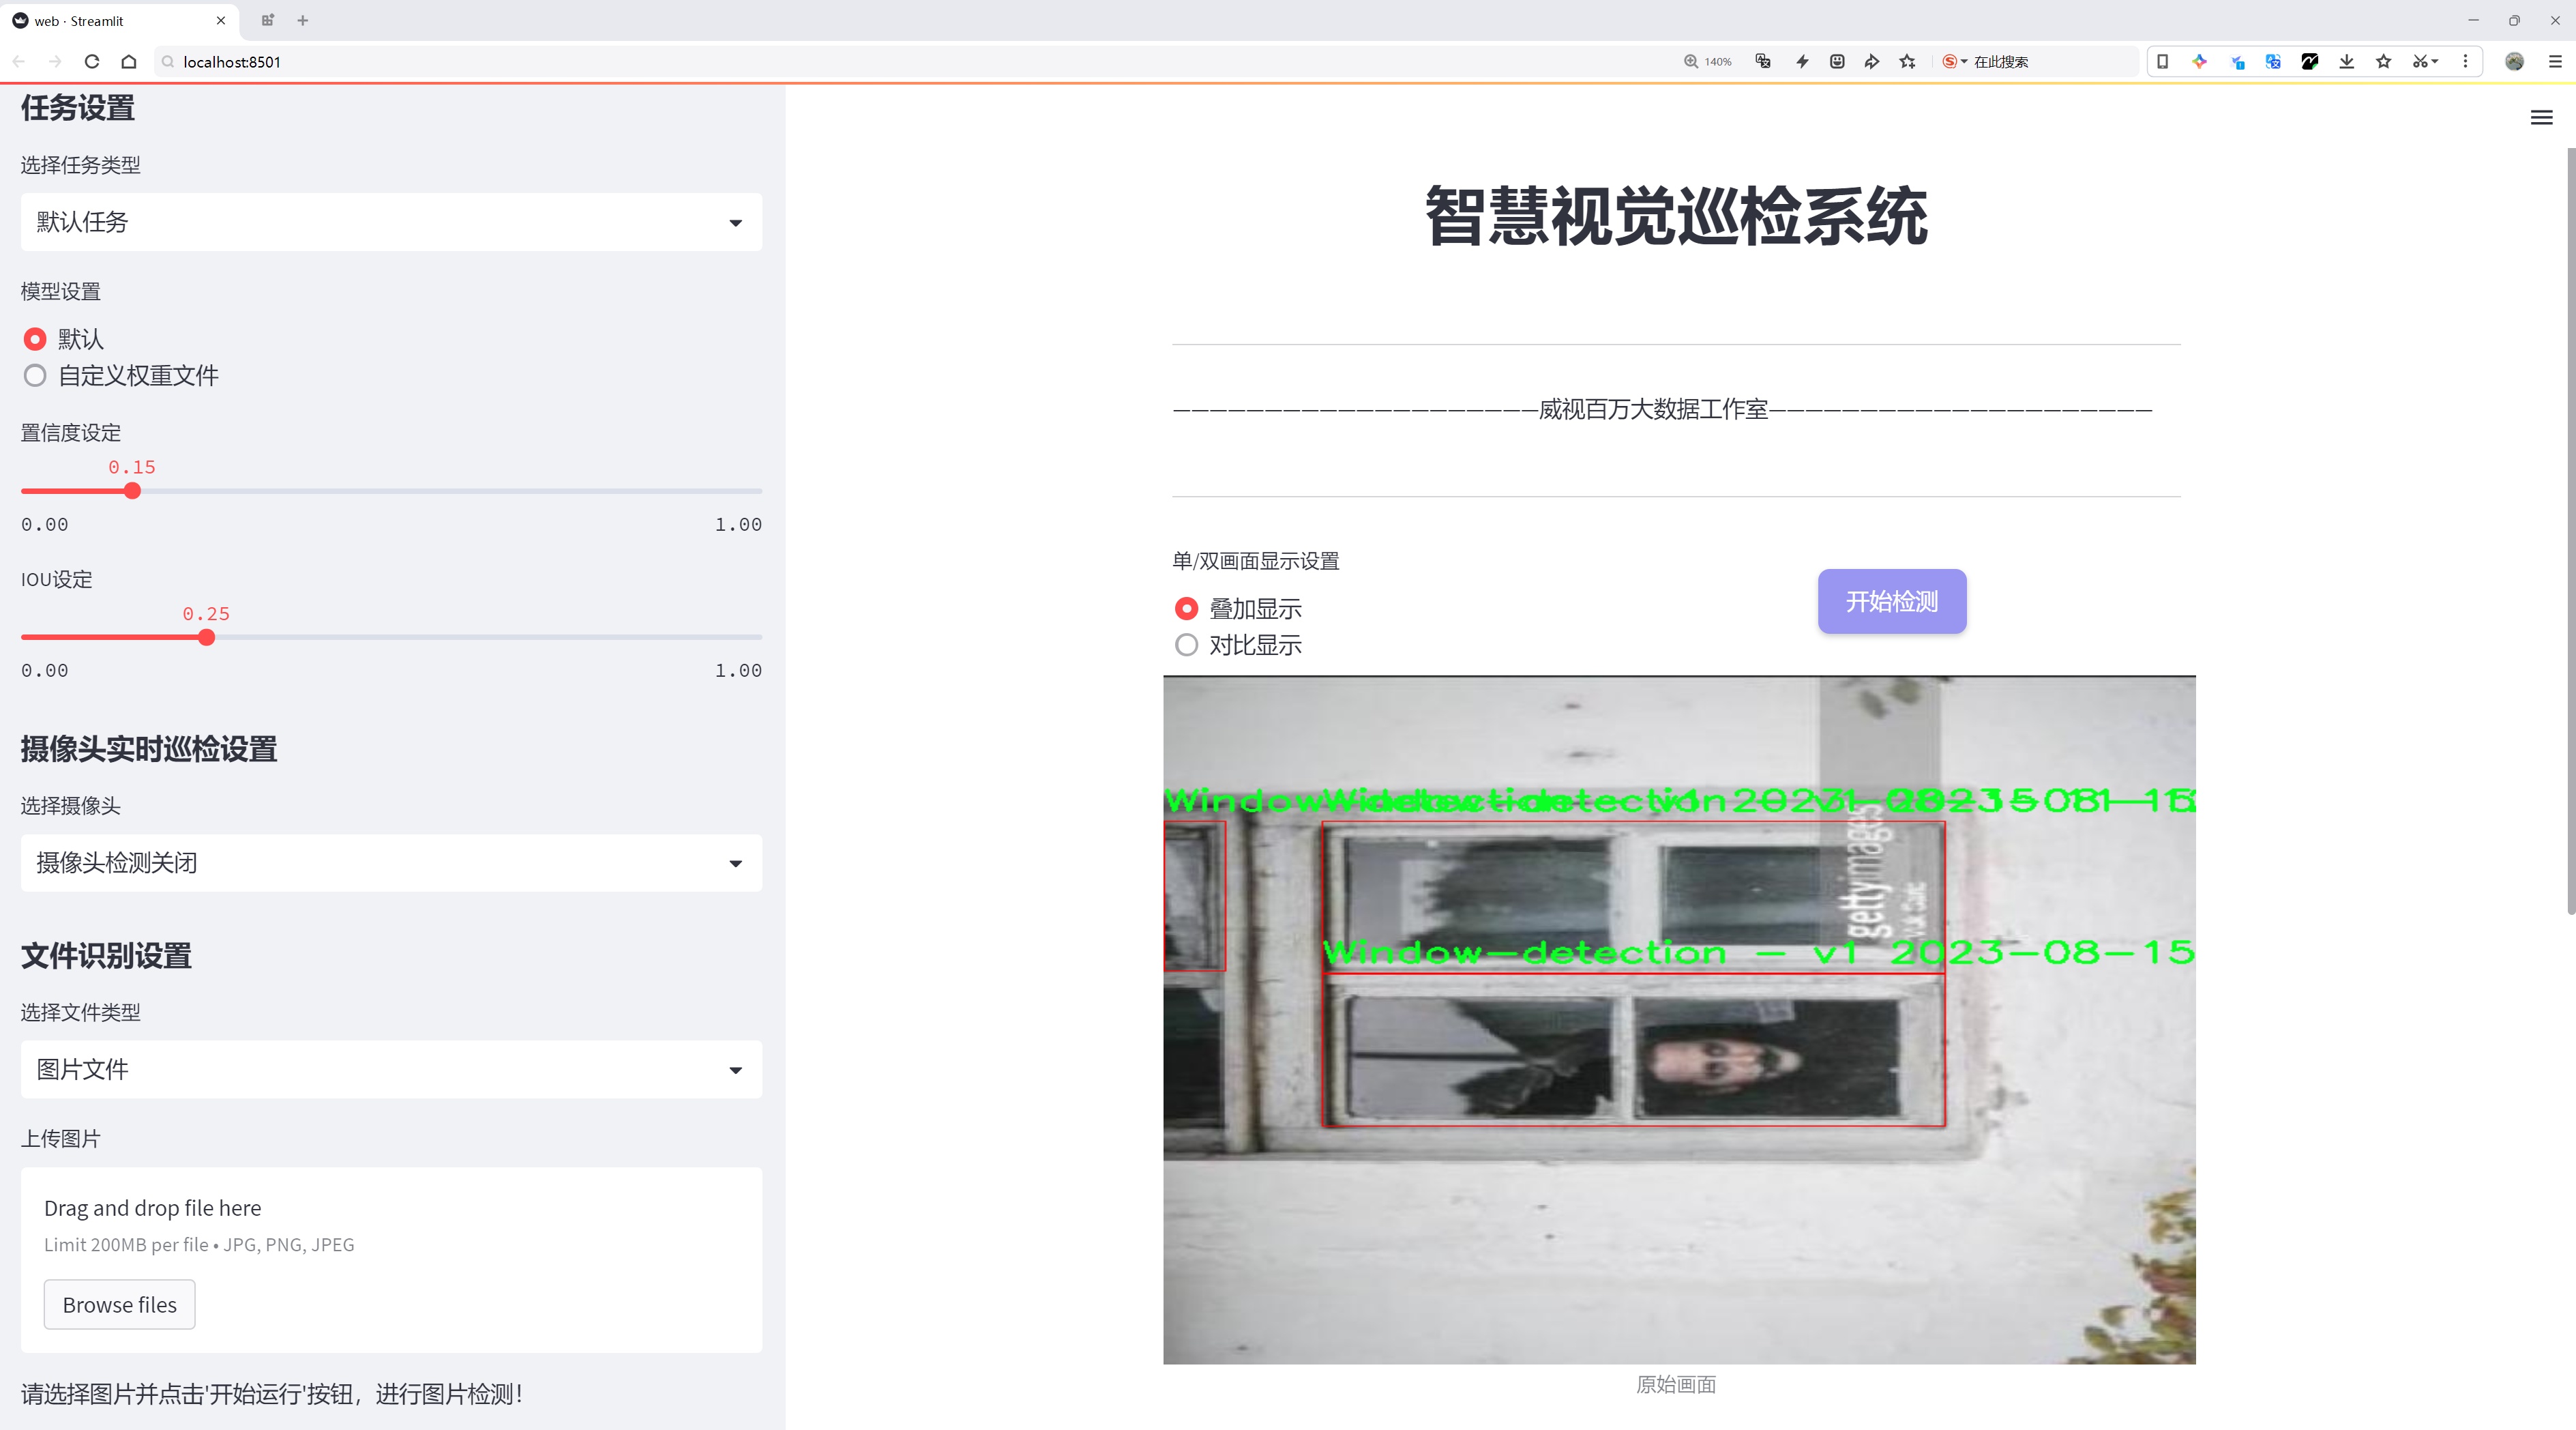 web · Streamlit
localhost:8501
140%
在此搜索
任务设置
选择任务类型
默认任务
模型设置
默认
自定义权重文件
置信度设定
0.15
0.00 1.00
IOU设定
0.25
0.00 1.00
摄像头实时巡检设置
选择摄像头
摄像头检测关闭
文件识别设置
选择文件类型
图片文件
上传图片
Drag and drop file here
Limit 200MB per file • JPG, PNG, JPEG
Browse files
请选择图片并点击'开始运行'按钮，进行图片检测！
智慧视觉巡检系统
————————————————————威视百万大数据工作室—————————————————————
单/双画面显示设置
叠加显示
对比显示
开始检测
gettyimages
Window-detection - v1 2023-08-15
原始画面